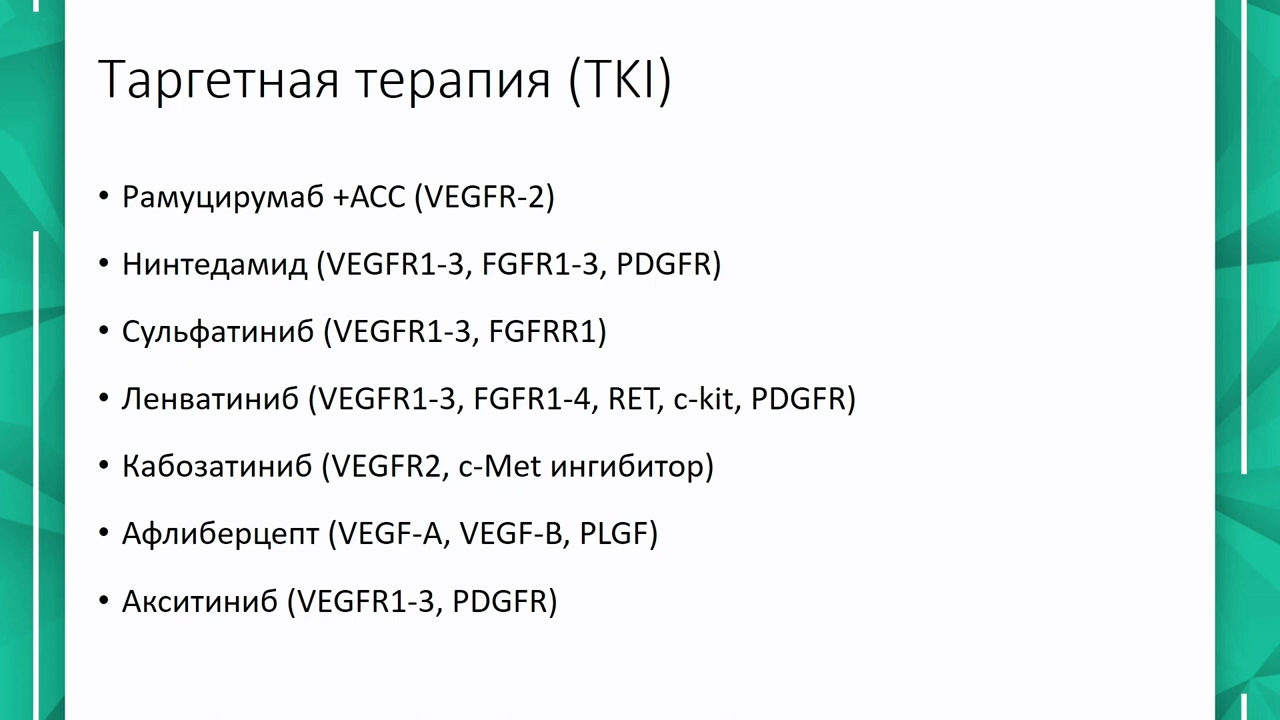 Таргетная терапия (TKI)
• Рамуцирумаб +АСС (VEGFR-2)
• Нинтедамид (VEGFR1-3, FGFR1-3, PDGFR)
• Сульфатиниб (VEGFR1-3, FGFRR1)
• Ленватиниб (VEGFR1-3, FGFR1-4, RET, c-kit, PDGFR)
• Кабозатиниб (VEGFR2, c-Met ингибитор)
• Афлиберцепт (VEGF-A, VEGF-B, PLGF)
• Акситиниб (VEGFR1-3, PDGFR)